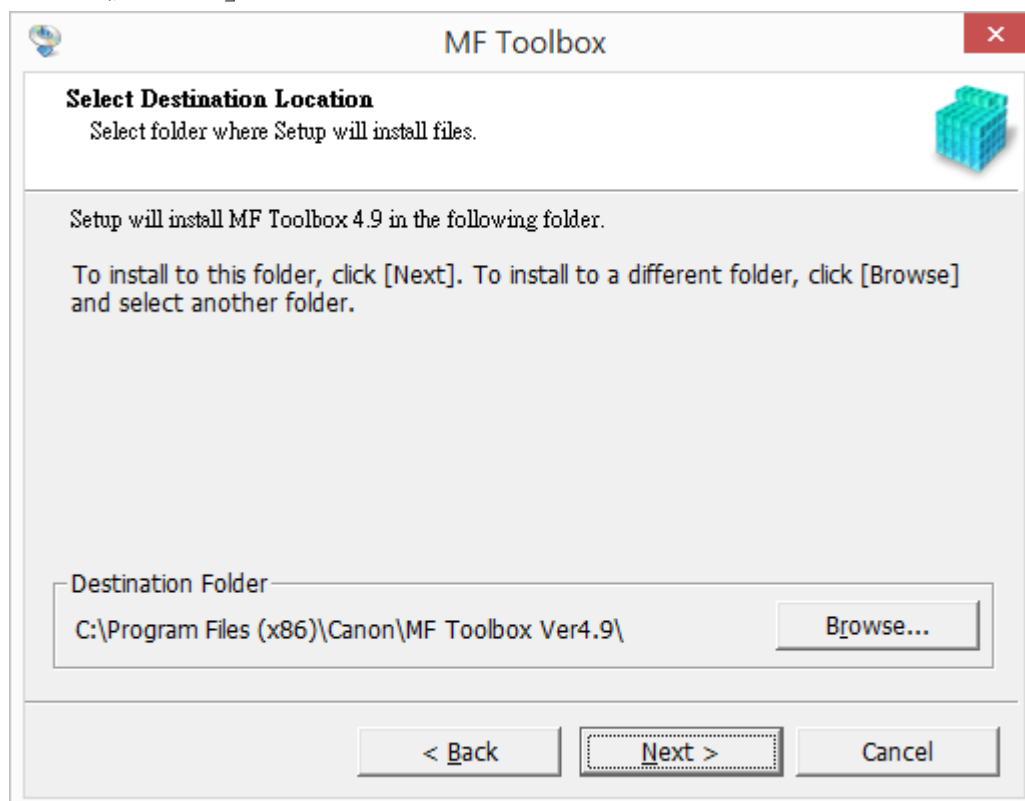 MF Toolbox
Select Destination Location
Select folder where Setup will install files.
Setup will install MF Toolbox 4.9 in the following folder.
To install to this folder, click [Next]. To install to a different folder, click [Browse]
and select another folder.
Destination Folder
C:\Program Files (x86)\Canon\MF Toolbox Ver4.9\
Browse...
< Back
Next >
Cancel